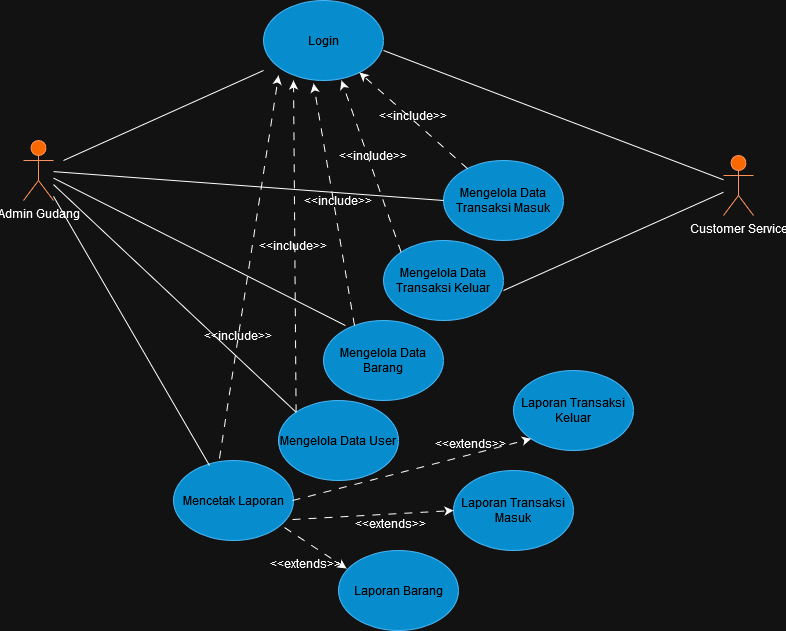 Login
<<include>>
<<include>>
Mengelola Data
Transaksi Masuk
<<include>>
Admin Gudang
Customer Service
<<include>>
Mengelola Data
Transaksi Keluar
<<include>>
Mengelola Data
Barang
Laporan Transaksi
Keluar
Mengelola Data User
<<extends>>
Mencetak Laporan
Laporan Transaksi
Masuk
<<extends>>
<<extends>>
Laporan Barang